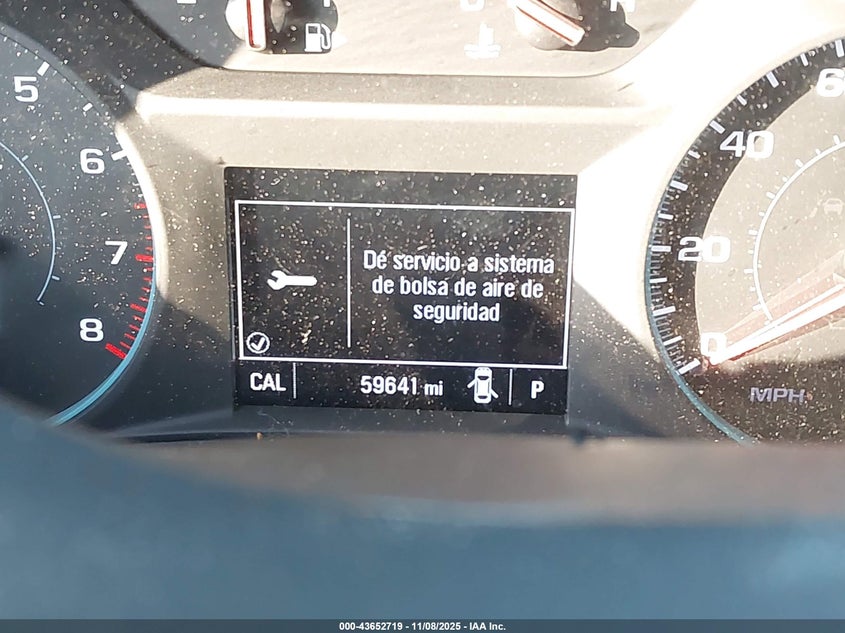 5
6
7
8
Dé servicio a sistema
de bolsa de aire de
seguridad
CAL
59641 mi
P
40
20
0
MPH
000-43652719 - 11/08/2025 - IAA Inc.